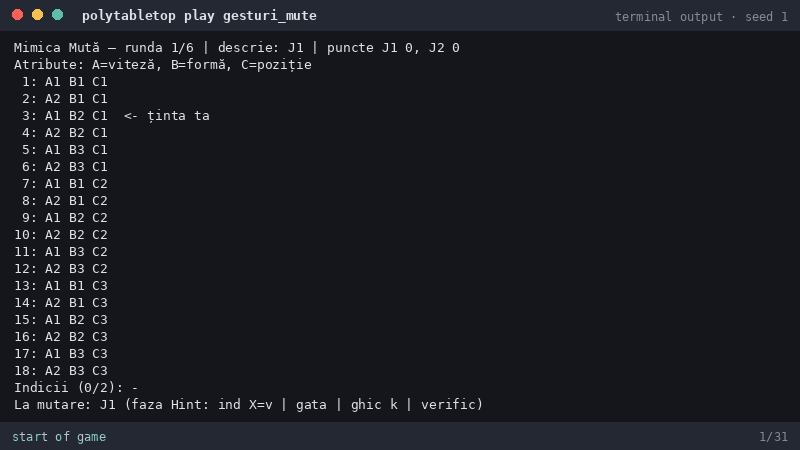 polytabletop play gesturi_mute
terminal output · seed 1
Mimica Mută — runda 1/6 | descrie: J1 | puncte J1 0, J2 0
Atribute: A=viteză, B=formă, C=poziție
1: A1 B1 C1
2: A2 B1 C1
3: A1 B2 C1 <- ținta ta
4: A2 B2 C1
5: A1 B3 C1
6: A2 B3 C1
7: A1 B1 C2
8: A2 B1 C2
9: A1 B2 C2
10: A2 B2 C2
11: A1 B3 C2
12: A2 B3 C2
13: A1 B1 C3
14: A2 B1 C3
15: A1 B2 C3
16: A2 B2 C3
17: A1 B3 C3
18: A2 B3 C3
Indicii (0/2): -
La mutare: J1 (faza Hint: ind X=v | gata | ghic k | verific)
start of game
1/31